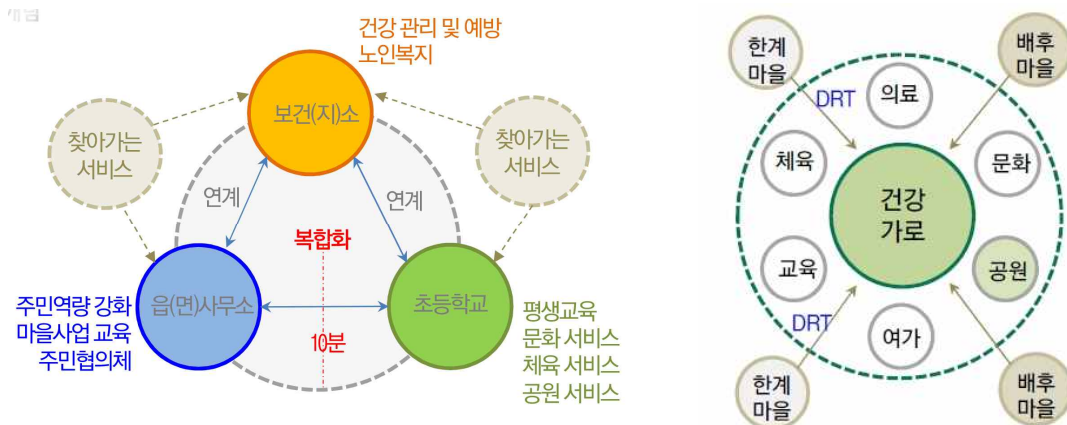 건강 관리 및 예방
노인복지
보건(지)소
찾아가는
서비스
찾아가는
서비스
연계
연계
복합화
읍(면)사무소
초등학교
주민역량 강화
마을사업 교육
주민협의체
10분
평생교육
문화 서비스
체육 서비스
공원 서비스
한계
마을
배후
마을
DRT
의료
체육
문화
건강
가로
교육
공원
DRT
여가
한계
마을
배후
마을